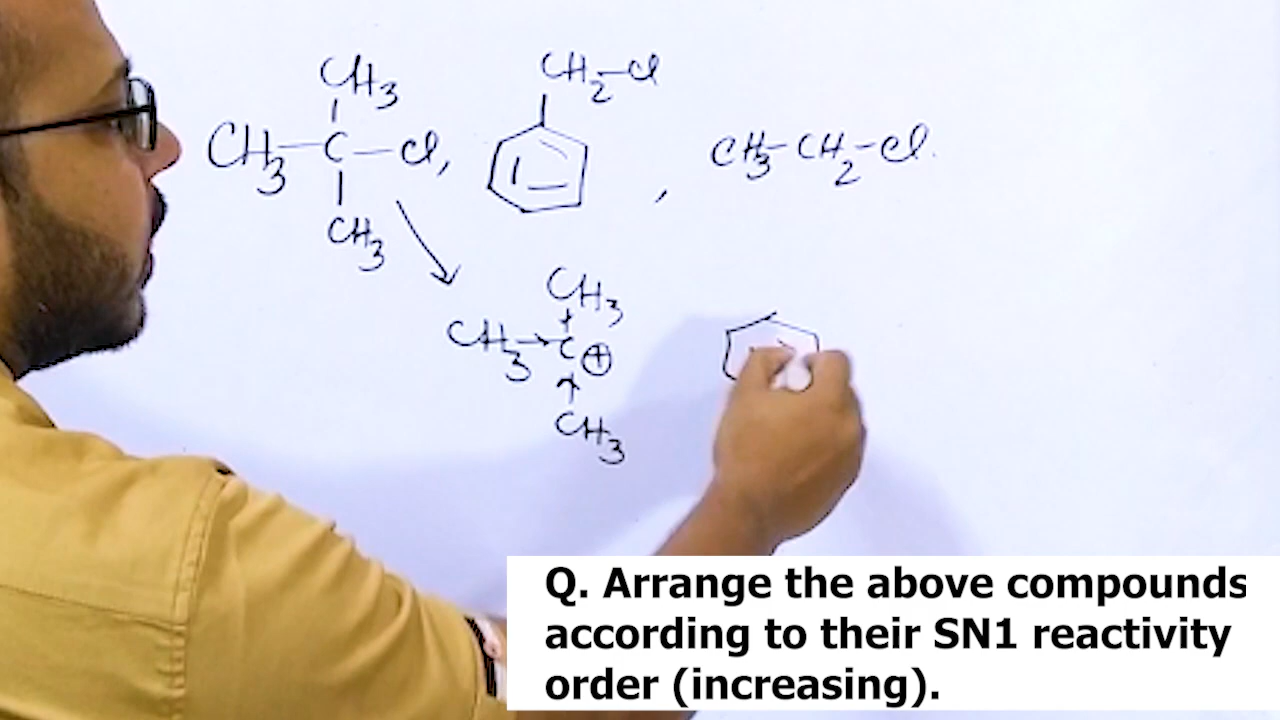 CH3
CH3–C–Cl,
CH3
CH2–Cl
,
CH3–CH2–Cl.
CH3
CH3→C⊕
CH3
Q. Arrange the above compounds
according to their SN1 reactivity
order (increasing).